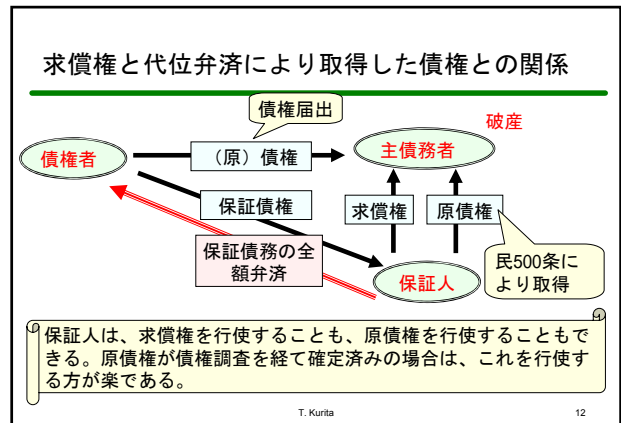 求償権と代位弁済により取得した債権との関係
債権届出
破産
債権者
（原）債権
主債務者
保証債権
求償権
原債権
保証債務の全
額弁済
保証人
民500条に
より取得
保証人は、求償権を行使することも、原債権を行使することもで
きる。原債権が債権調査を経て確定済みの場合は、これを行使す
る方が楽である。
T. Kurita
12